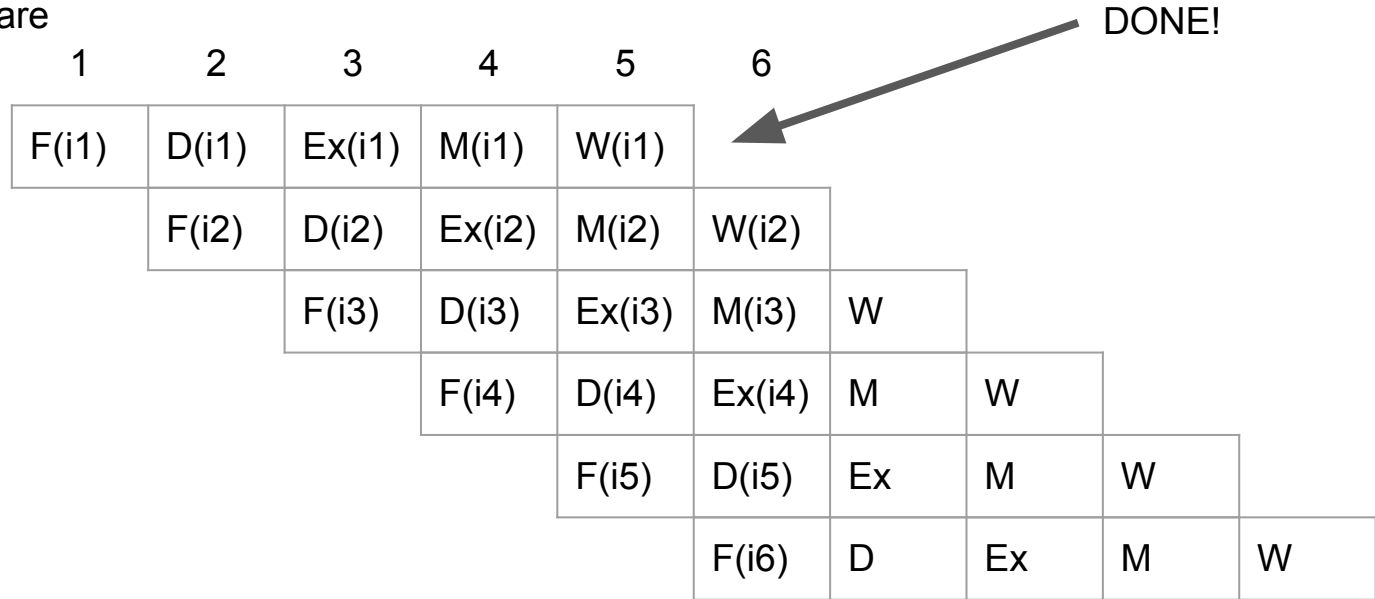 are
DONE!
1 2 3 4 5 6
F(i1) D(i1) Ex(i1) M(i1) W(i1)
F(i2) D(i2) Ex(i2) M(i2) W(i2)
F(i3) D(i3) Ex(i3) M(i3) W
F(i4) D(i4) Ex(i4) M W
F(i5) D(i5) Ex M W
F(i6) D Ex M W